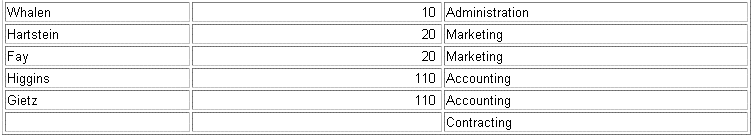 Whalen 10 Administration
Hartstein 20 Marketing
Fay 20 Marketing
Higgins 110 Accounting
Gietz 110 Accounting
Contracting